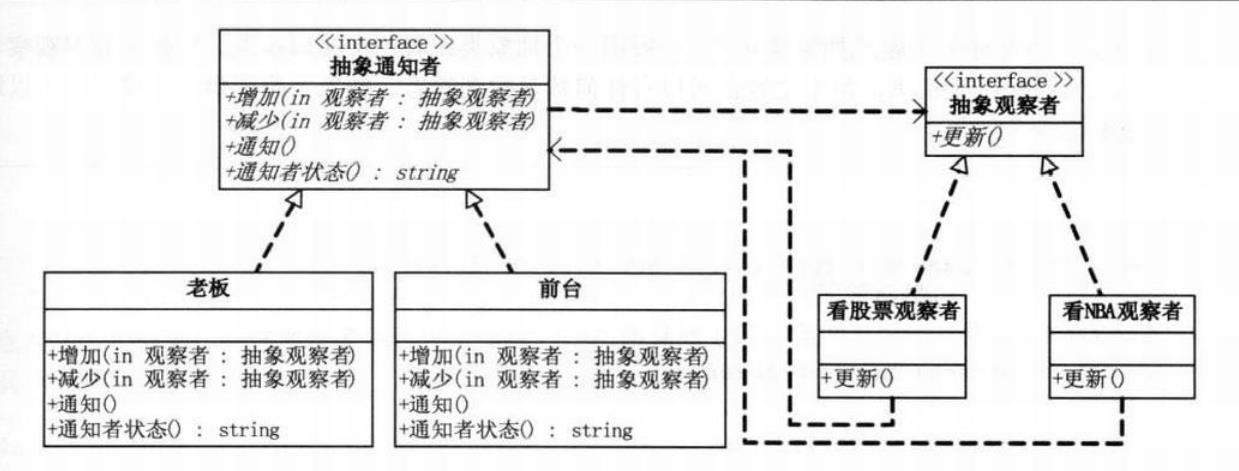 <<interface>>
抽象通知者
+增加(in 观察者 : 抽象观察者)
+减少(in 观察者 : 抽象观察者)
+通知()
+通知者状态() : string
<<interface>>
抽象观察者
+更新()
老板
+增加(in 观察者 : 抽象观察者)
+减少(in 观察者 : 抽象观察者)
+通知()
+通知者状态() : string
前台
+增加(in 观察者 : 抽象观察者)
+减少(in 观察者 : 抽象观察者)
+通知()
+通知者状态() : string
看股票观察者
+更新()
看NBA观察者
+更新()